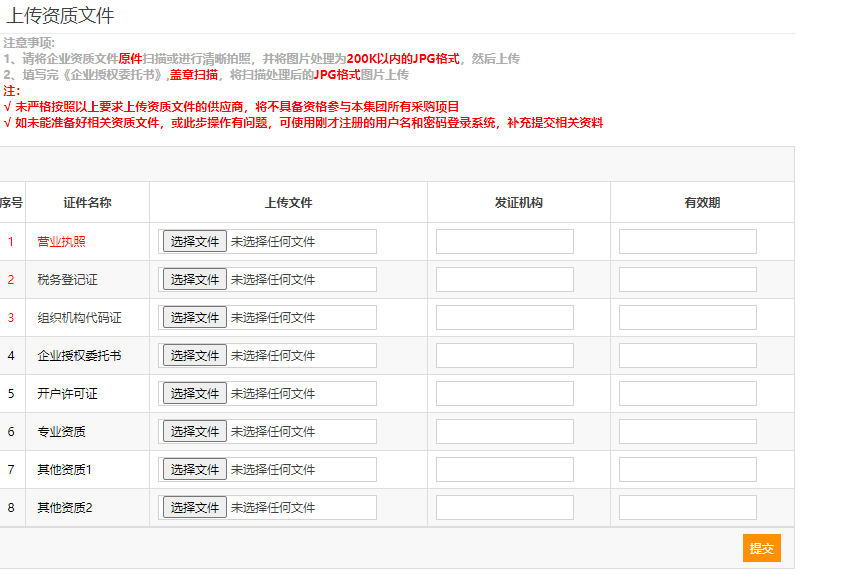 上传资质文件
注意事项:
1、请将企业资质文件原件扫描或进行清晰拍照，并将图片处理为200K以内的JPG格式，然后上传
2、填写完《企业授权委托书》,盖章扫描，将扫描处理后的JPG格式图片上传
注:
√ 未严格按照以上要求上传资质文件的供应商，将不具备资格参与本集团所有采购项目
√ 如未能准备好相关资质文件，或此步操作有问题，可使用刚才注册的用户名和密码登录系统，补充提交相关资料
序号 证件名称 上传文件 发证机构 有效期
1 营业执照 选择文件 未选择任何文件
2 税务登记证 选择文件 未选择任何文件
3 组织机构代码证 选择文件 未选择任何文件
4 企业授权委托书 选择文件 未选择任何文件
5 开户许可证 选择文件 未选择任何文件
6 专业资质 选择文件 未选择任何文件
7 其他资质1 选择文件 未选择任何文件
8 其他资质2 选择文件 未选择任何文件
提交